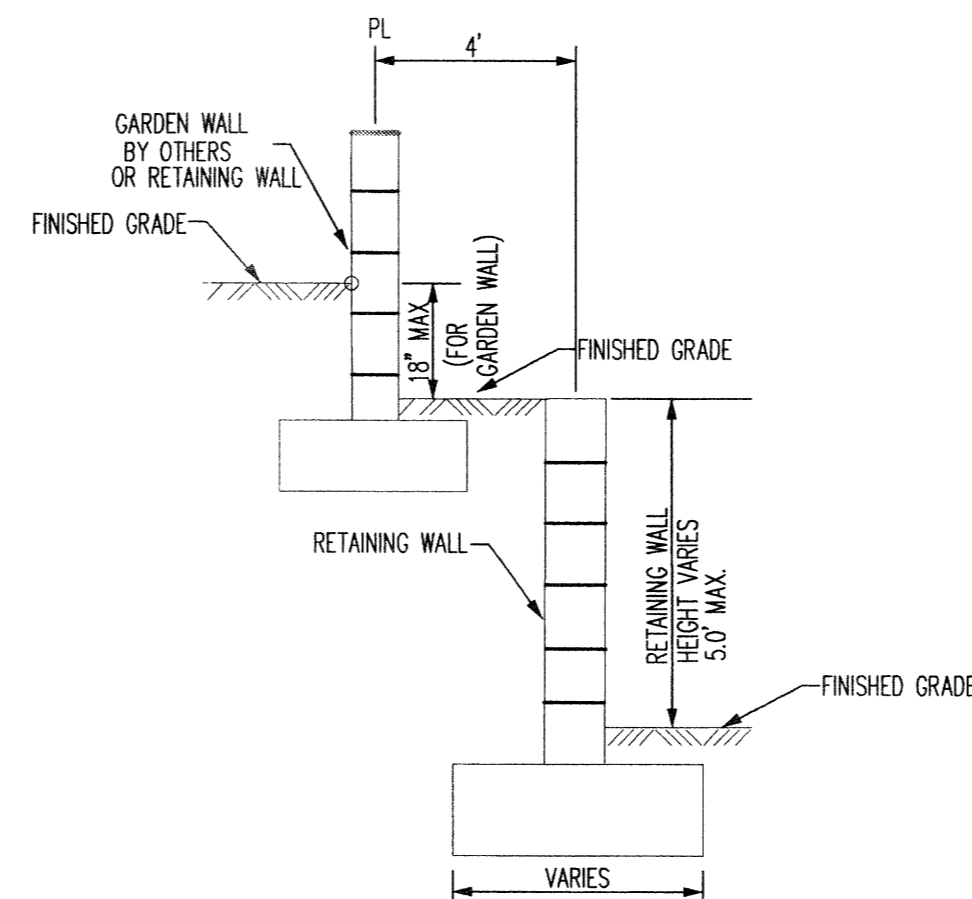 PL
4'
GARDEN WALL
BY OTHERS
OR RETAINING WALL
FINISHED GRADE
18" MAX
(FOR
GARDEN WALL)
FINISHED GRADE
RETAINING WALL
RETAINING WALL
HEIGHT VARIES
5.0' MAX.
FINISHED GRADE
VARIES